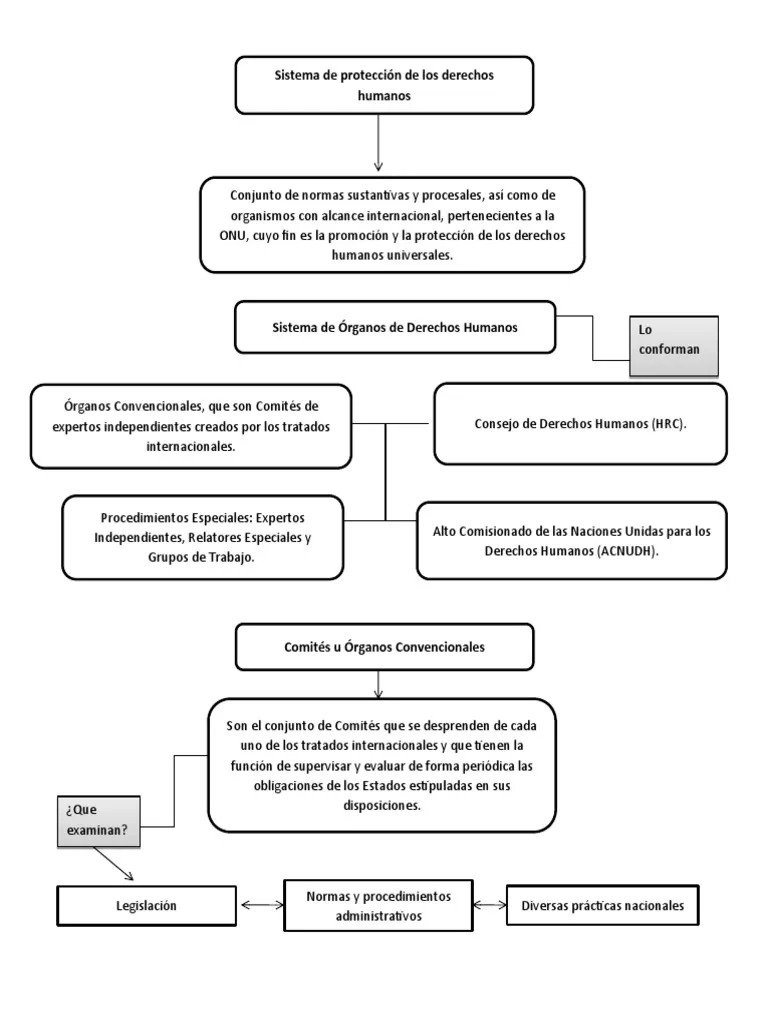 Sistema de protección de los derechos
humanos
Conjunto de normas sustantivas y procesales, así como de
organismos con alcance internacional, pertenecientes a la
ONU, cuyo fin es la promoción y la protección de los derechos
humanos universales.
Sistema de Órganos de Derechos Humanos
Lo
conforman
Órganos Convencionales, que son Comités de
expertos independientes creados por los tratados
internacionales.
Consejo de Derechos Humanos (HRC).
Procedimientos Especiales: Expertos
Independientes, Relatores Especiales y
Grupos de Trabajo.
Alto Comisionado de las Naciones Unidas para los
Derechos Humanos (ACNUDH).
Comités u Órganos Convencionales
Son el conjunto de Comités que se desprenden de cada
uno de los tratados internacionales y que tienen la
función de supervisar y evaluar de forma periódica las
obligaciones de los Estados estipuladas en sus
disposiciones.
¿Que
examinan?
Legislación
Normas y procedimientos
administrativos
Diversas prácticas nacionales